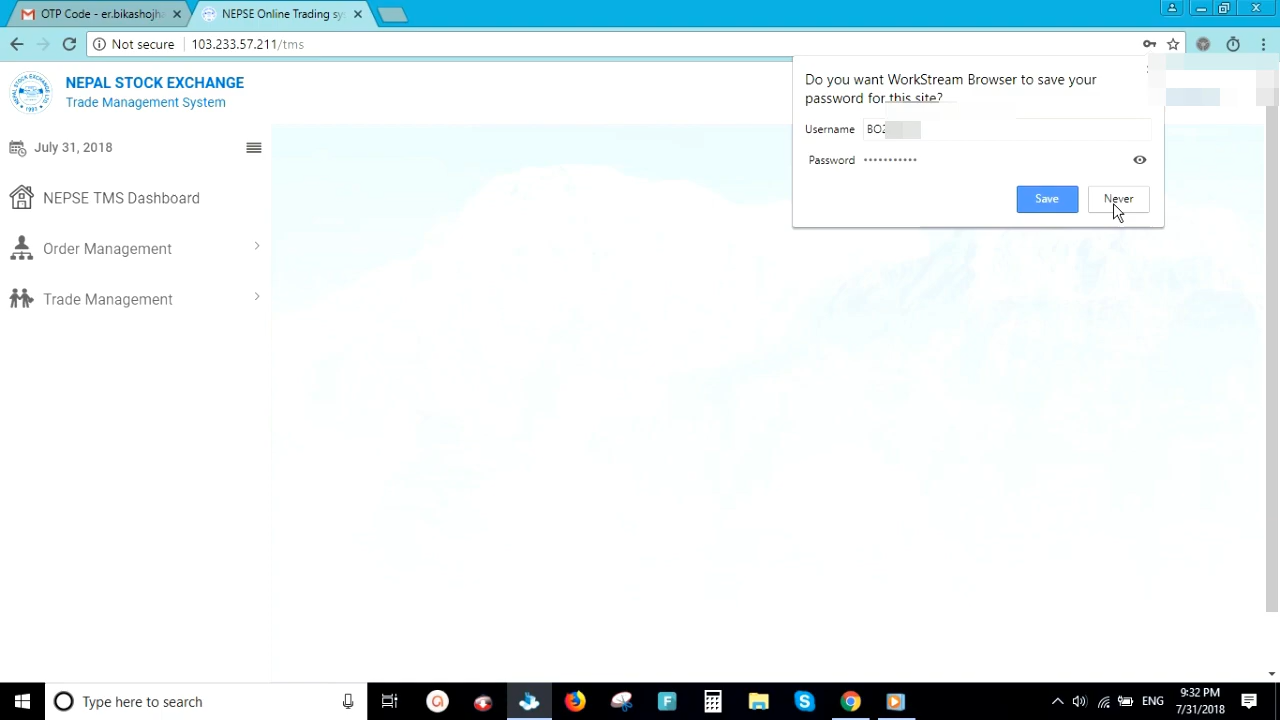 OTP Code - er.bikashojha
NEPSE Online Trading sy
Not secure
103.233.57.211/tms
NEPAL STOCK EXCHANGE
Trade Management System
July 31, 2018
NEPSE TMS Dashboard
Order Management
Trade Management
Do you want WorkStream Browser to save your
password for this site?
Username BO
Password •••••••••••
Save Never
Type here to search
ENG
9:32 PM
7/31/2018